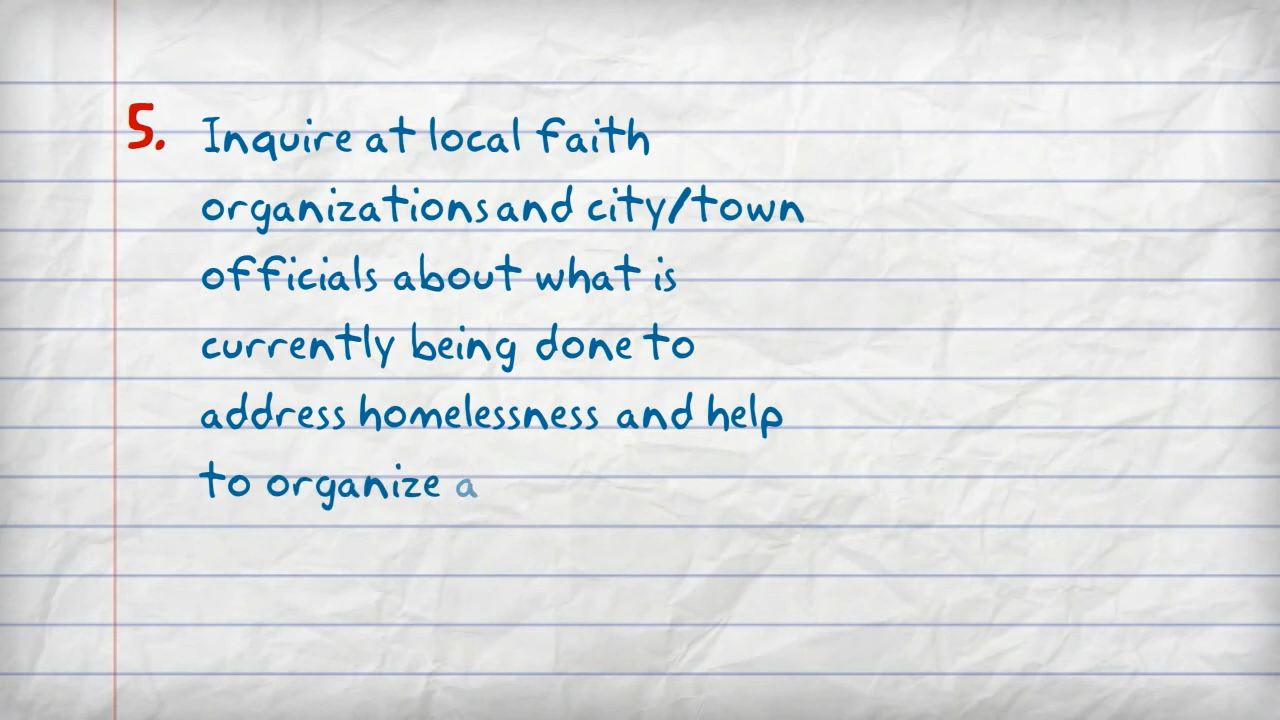 5. Inquire at local faith
organizations and city/town
officials about what is
currently being done to
address homelessness and help
to organize a